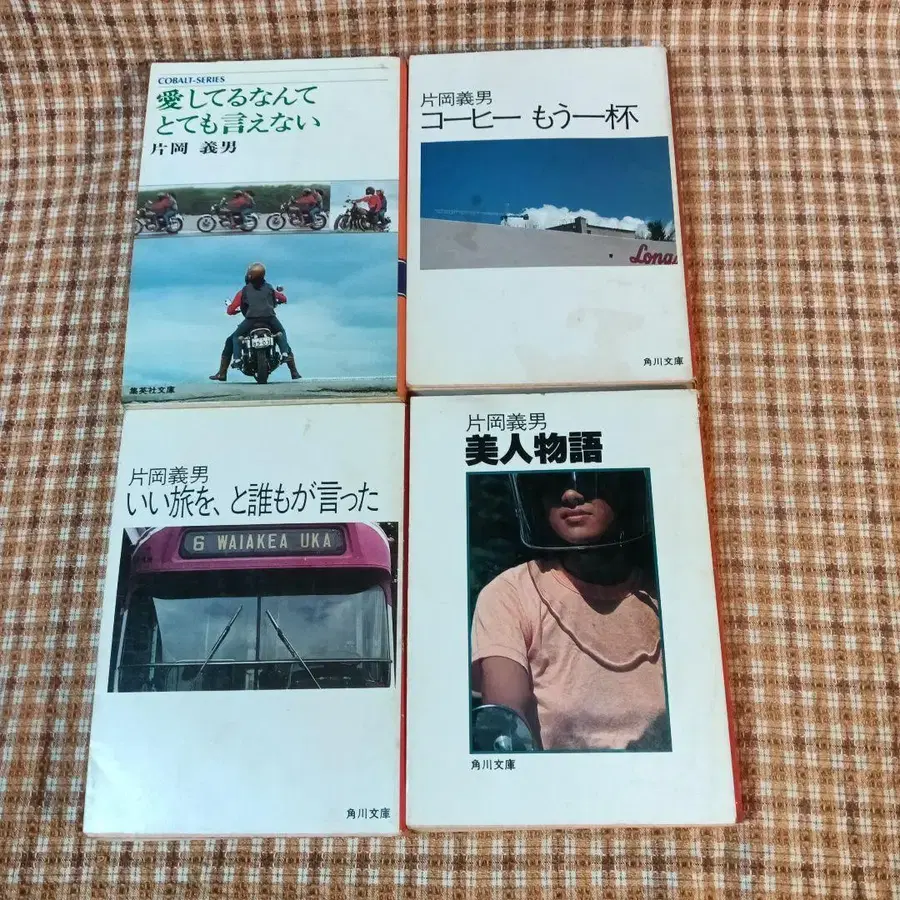 COBALT-SERIES
愛してるなんて
とても言えない
片岡 義男
集英社文庫
片岡義男
コーヒー もう一杯
Long
角川文庫
片岡義男
いい旅を、と誰もが言った
6 WAIAKEA UKA
角川文庫
片岡義男
美人物語
角川文庫